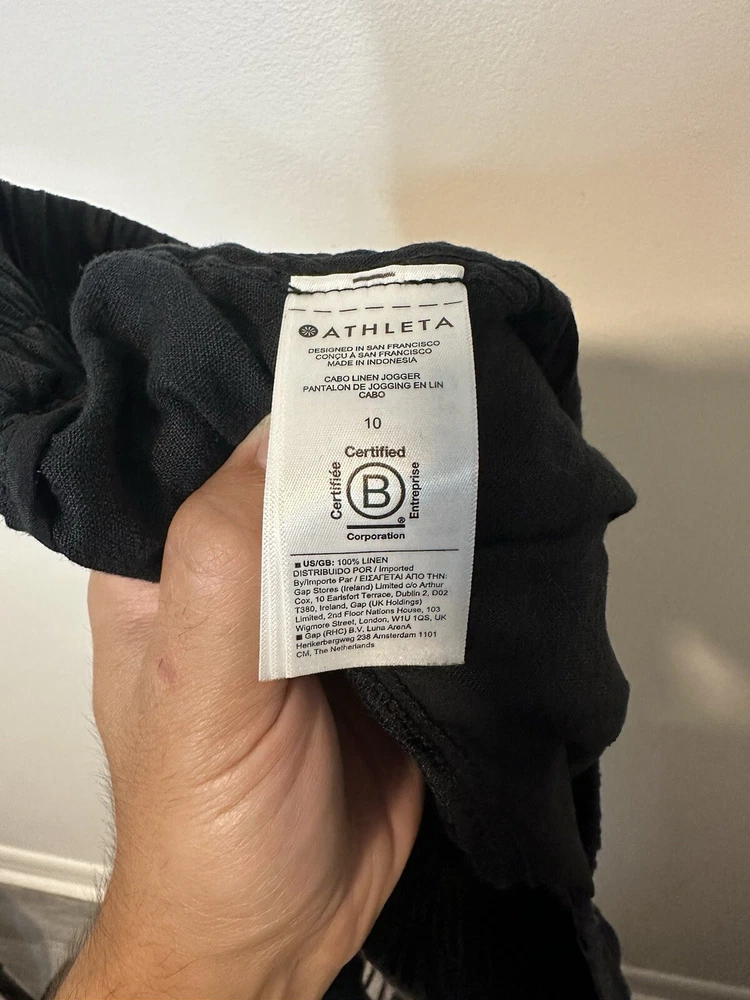 ATHLETA
DESIGNED IN SAN FRANCISCO
CONÇU À SAN FRANCISCO
MADE IN INDONESIA
CABO LINEN JOGGER
PANTALON DE JOGGING EN LIN
CABO
10
Certified
Certifiée
B
®
Entreprise
Corporation
US/GB: 100% LINEN
DISTRIBUIDO POR / Imported
By/Importe Par / ΕΙΣΑΓΕΤΑΙ ΑΠΟ ΤΗΝ:
Gap Stores (Ireland) Limited c/o Arthur
Cox, 10 Earlsfort Terrace, Dublin 2, D02
T380, Ireland, Gap (UK Holdings)
Limited, 2nd Floor Nations House, 103
Wigmore Street, London, W1U 1QS, UK
Gap (RHC) B.V. Luna ArenA
Herikerbergweg 238 Amsterdam 1101
CM, The Netherlands